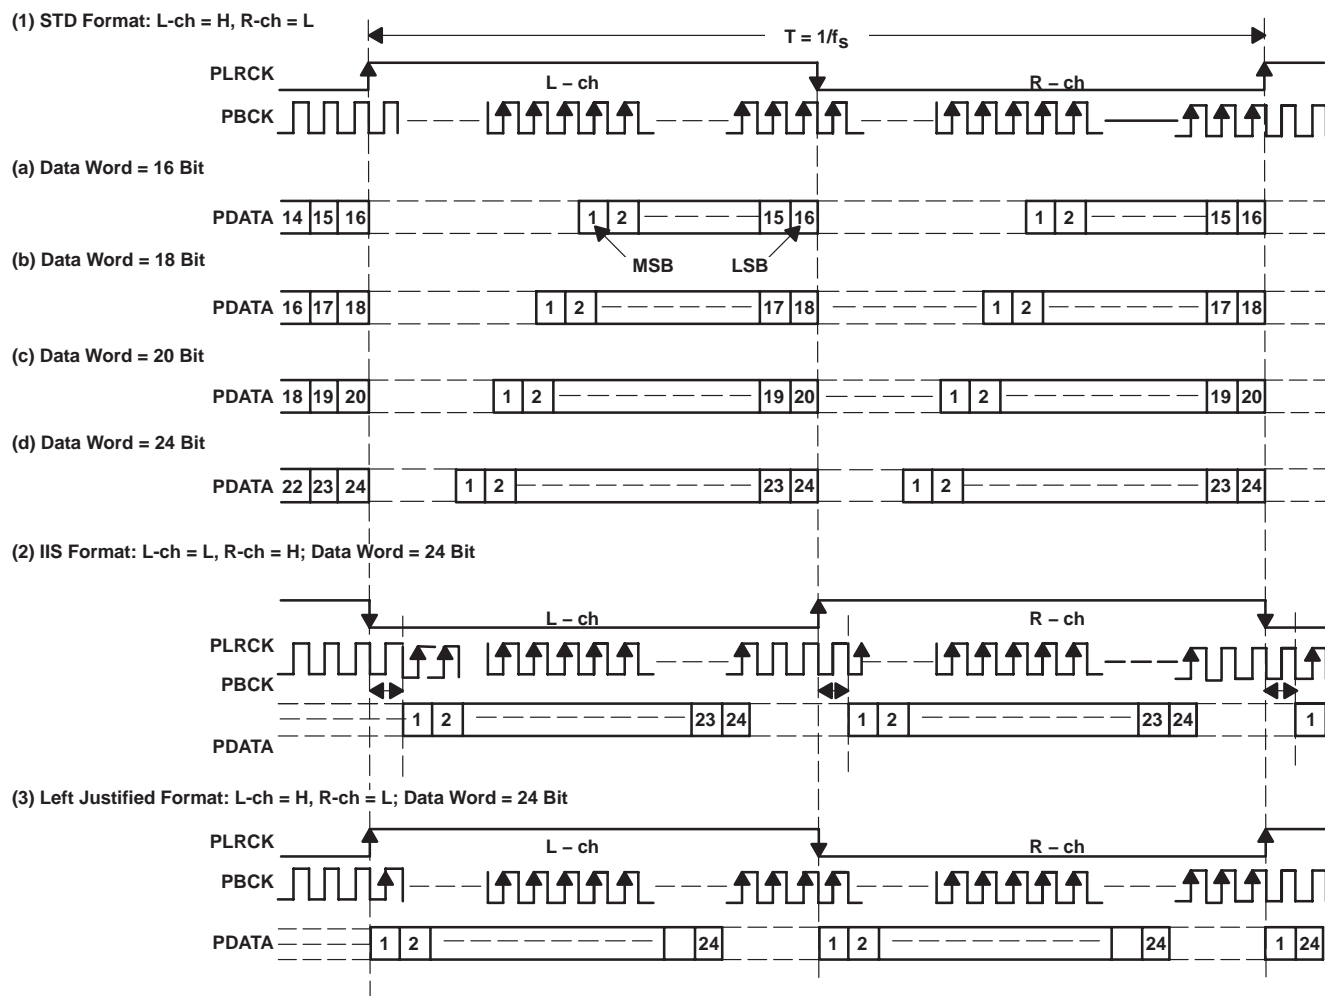 (1) STD Format: L-ch = H, R-ch = L
T = 1/fS
PLRCK
L – ch
R – ch
PBCK
(a) Data Word = 16 Bit
PDATA 14 15 16 1 2 15 16 1 2 15 16
MSB LSB
(b) Data Word = 18 Bit
PDATA 16 17 18 1 2 17 18 1 2 17 18
(c) Data Word = 20 Bit
PDATA 18 19 20 1 2 19 20 1 2 19 20
(d) Data Word = 24 Bit
PDATA 22 23 24 1 2 23 24 1 2 23 24
(2) IIS Format: L-ch = L, R-ch = H; Data Word = 24 Bit
L – ch
R – ch
PLRCK
PBCK
1 2 23 24 1 2 23 24 1
PDATA
(3) Left Justified Format: L-ch = H, R-ch = L; Data Word = 24 Bit
PLRCK
L – ch
R – ch
PBCK
PDATA 1 2 24 1 2 24 1 24